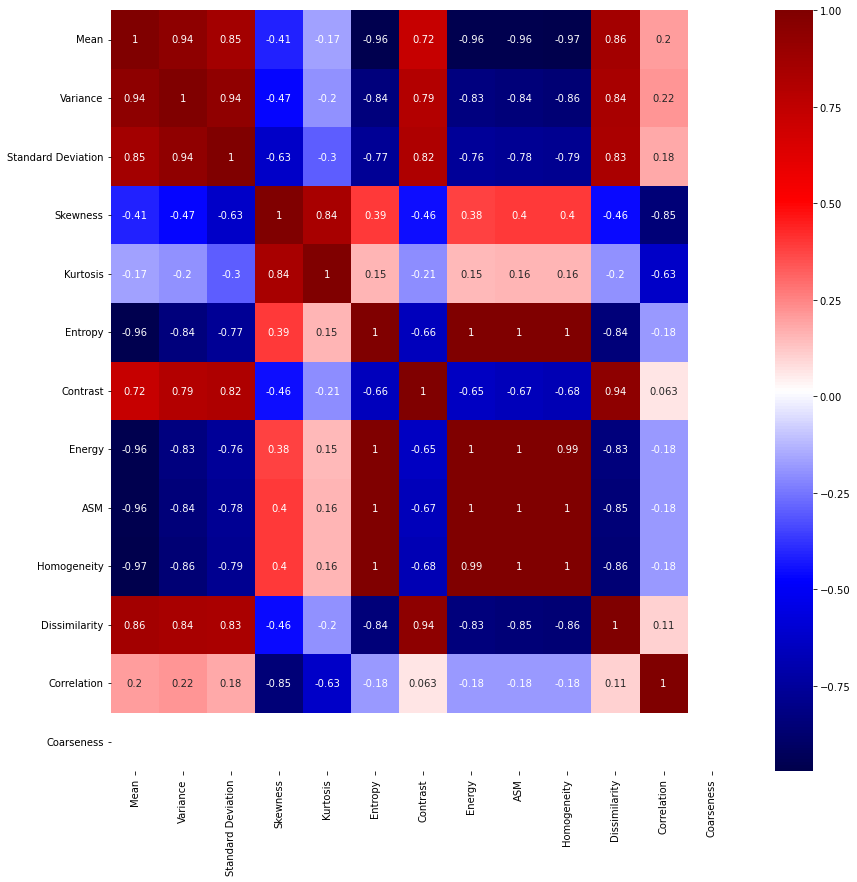 Mean 1 0.94 0.85 -0.41 -0.17 -0.96 0.72 -0.96 -0.96 -0.97 0.86 0.2
Variance 0.94 1 0.94 -0.47 -0.2 -0.84 0.79 -0.83 -0.84 -0.86 0.84 0.22
Standard Deviation 0.85 0.94 1 -0.63 -0.3 -0.77 0.82 -0.76 -0.78 -0.79 0.83 0.18
Skewness -0.41 -0.47 -0.63 1 0.84 0.39 -0.46 0.38 0.4 0.4 -0.46 -0.85
Kurtosis -0.17 -0.2 -0.3 0.84 1 0.15 -0.21 0.15 0.16 0.16 -0.2 -0.63
Entropy -0.96 -0.84 -0.77 0.39 0.15 1 -0.66 1 1 1 -0.84 -0.18
Contrast 0.72 0.79 0.82 -0.46 -0.21 -0.66 1 -0.65 -0.67 -0.68 0.94 0.063
Energy -0.96 -0.83 -0.76 0.38 0.15 1 -0.65 1 1 0.99 -0.83 -0.18
ASM -0.96 -0.84 -0.78 0.4 0.16 1 -0.67 1 1 1 -0.85 -0.18
Homogeneity -0.97 -0.86 -0.79 0.4 0.16 1 -0.68 0.99 1 1 -0.86 -0.18
Dissimilarity 0.86 0.84 0.83 -0.46 -0.2 -0.84 0.94 -0.83 -0.85 -0.86 1 0.11
Correlation 0.2 0.22 0.18 -0.85 -0.63 -0.18 0.063 -0.18 -0.18 -0.18 0.11 1
Coarseness
Mean
Variance
Standard Deviation
Skewness
Kurtosis
Entropy
Contrast
Energy
ASM
Homogeneity
Dissimilarity
Correlation
Coarseness
1.00
0.75
0.50
0.25
0.00
−0.25
−0.50
−0.75